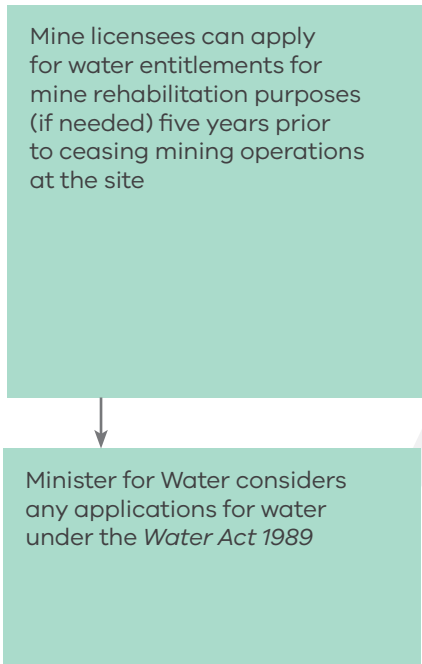 Mine licensees can apply
for water entitlements for
mine rehabilitation purposes
(if needed) five years prior
to ceasing mining operations
at the site
Minister for Water considers
any applications for water
under the Water Act 1989